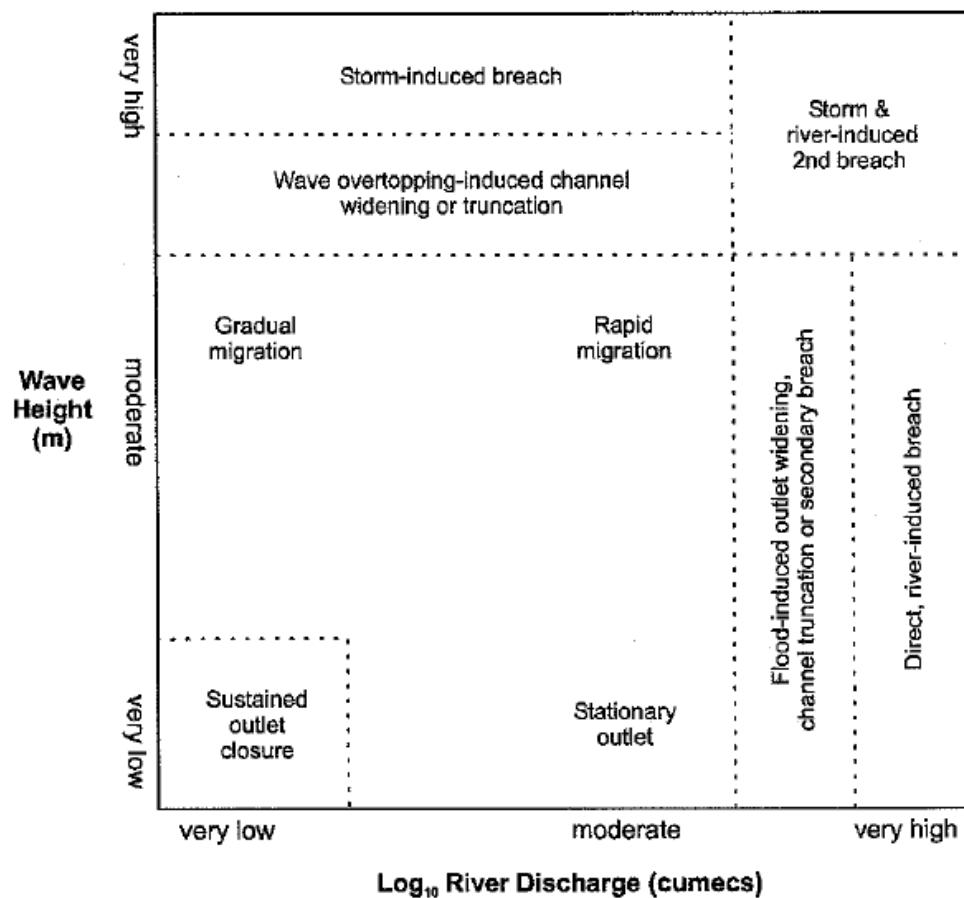 very high
Storm-induced breach
Storm &
river-induced
2nd breach
Wave overtopping-induced channel
widening or truncation
Gradual
migration
Rapid
migration
Wave
Height
(m)
moderate
Flood-induced outlet widening,
channel truncation or secondary breach
Direct, river-induced breach
very low
Sustained
outlet
closure
Stationary
outlet
very low
moderate
very high
Log₁₀ River Discharge (cumecs)